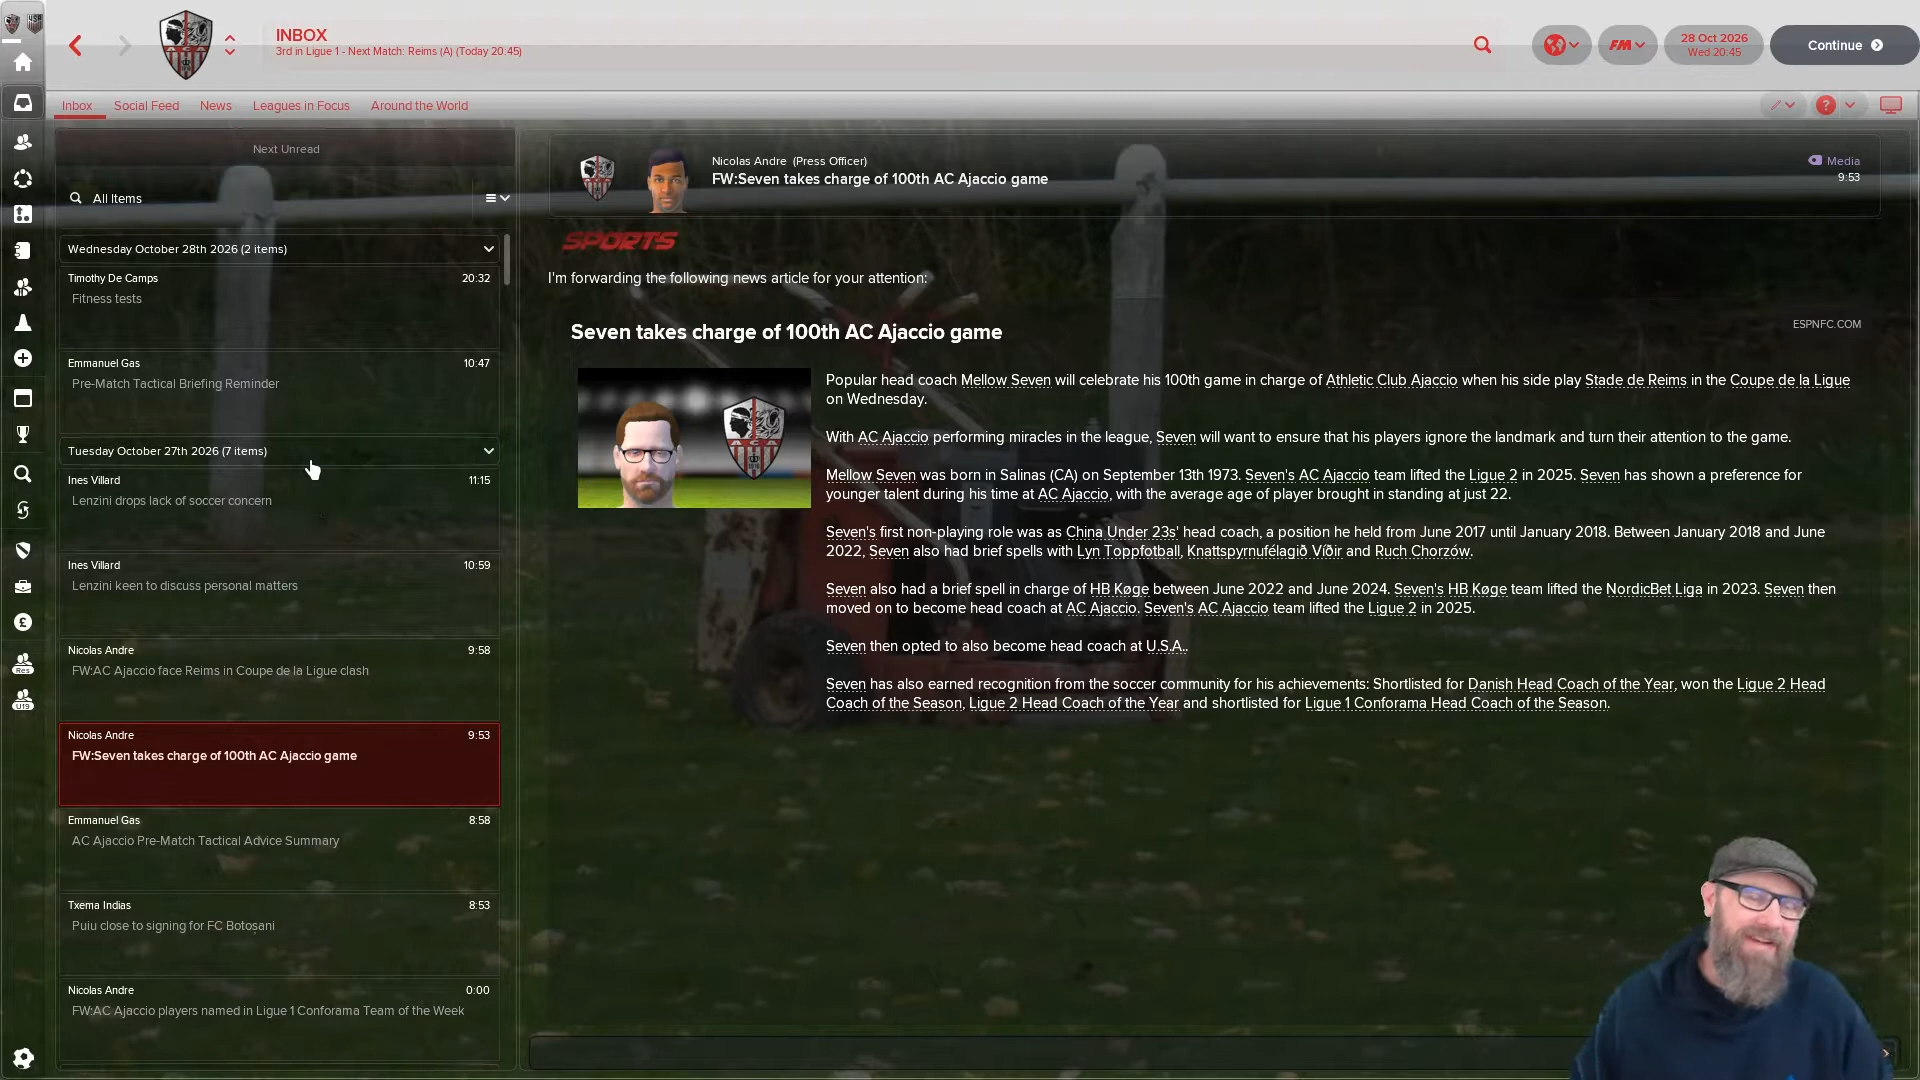 INBOX
3rd in Ligue 1 - Next Match: Reims (A) (Today 20:45)
FM
28 Oct 2026
Wed 20:45
Continue
Inbox
Social Feed
News
Leagues in Focus
Around the World
?
Next Unread
All Items
Wednesday October 28th 2026 (2 items)
Timothy De Camps 20:32
Fitness tests
Emmanuel Gas 10:47
Pre-Match Tactical Briefing Reminder
Tuesday October 27th 2026 (7 items)
Ines Villard 11:15
Lenzini drops lack of soccer concern
Ines Villard 10:59
Lenzini keen to discuss personal matters
Nicolas Andre 9:58
FW:AC Ajaccio face Reims in Coupe de la Ligue clash
Nicolas Andre 9:53
FW:Seven takes charge of 100th AC Ajaccio game
Emmanuel Gas 8:58
AC Ajaccio Pre-Match Tactical Advice Summary
Txema Indias 8:53
Puiu close to signing for FC Botoșani
Nicolas Andre 0:00
FW:AC Ajaccio players named in Ligue 1 Conforama Team of the Week
Res
U19
Nicolas Andre (Press Officer)
FW:Seven takes charge of 100th AC Ajaccio game
Media
9:53
SPORTS
I'm forwarding the following news article for your attention:
Seven takes charge of 100th AC Ajaccio game
ESPNFC.COM
Popular head coach Mellow Seven will celebrate his 100th game in charge of Athletic Club Ajaccio when his side play Stade de Reims in the Coupe de la Ligue
on Wednesday.
With AC Ajaccio performing miracles in the league, Seven will want to ensure that his players ignore the landmark and turn their attention to the game.
Mellow Seven was born in Salinas (CA) on September 13th 1973. Seven's AC Ajaccio team lifted the Ligue 2 in 2025. Seven has shown a preference for
younger talent during his time at AC Ajaccio, with the average age of player brought in standing at just 22.
Seven's first non-playing role was as China Under 23s' head coach, a position he held from June 2017 until January 2018. Between January 2018 and June
2022, Seven also had brief spells with Lyn Toppfotball, Knattspyrnufélagið Víðir and Ruch Chorzów.
Seven also had a brief spell in charge of HB Køge between June 2022 and June 2024. Seven's HB Køge team lifted the NordicBet Liga in 2023. Seven then
moved on to become head coach at AC Ajaccio. Seven's AC Ajaccio team lifted the Ligue 2 in 2025.
Seven then opted to also become head coach at U.S.A..
Seven has also earned recognition from the soccer community for his achievements: Shortlisted for Danish Head Coach of the Year, won the Ligue 2 Head
Coach of the Season, Ligue 2 Head Coach of the Year and shortlisted for Ligue 1 Conforama Head Coach of the Season.